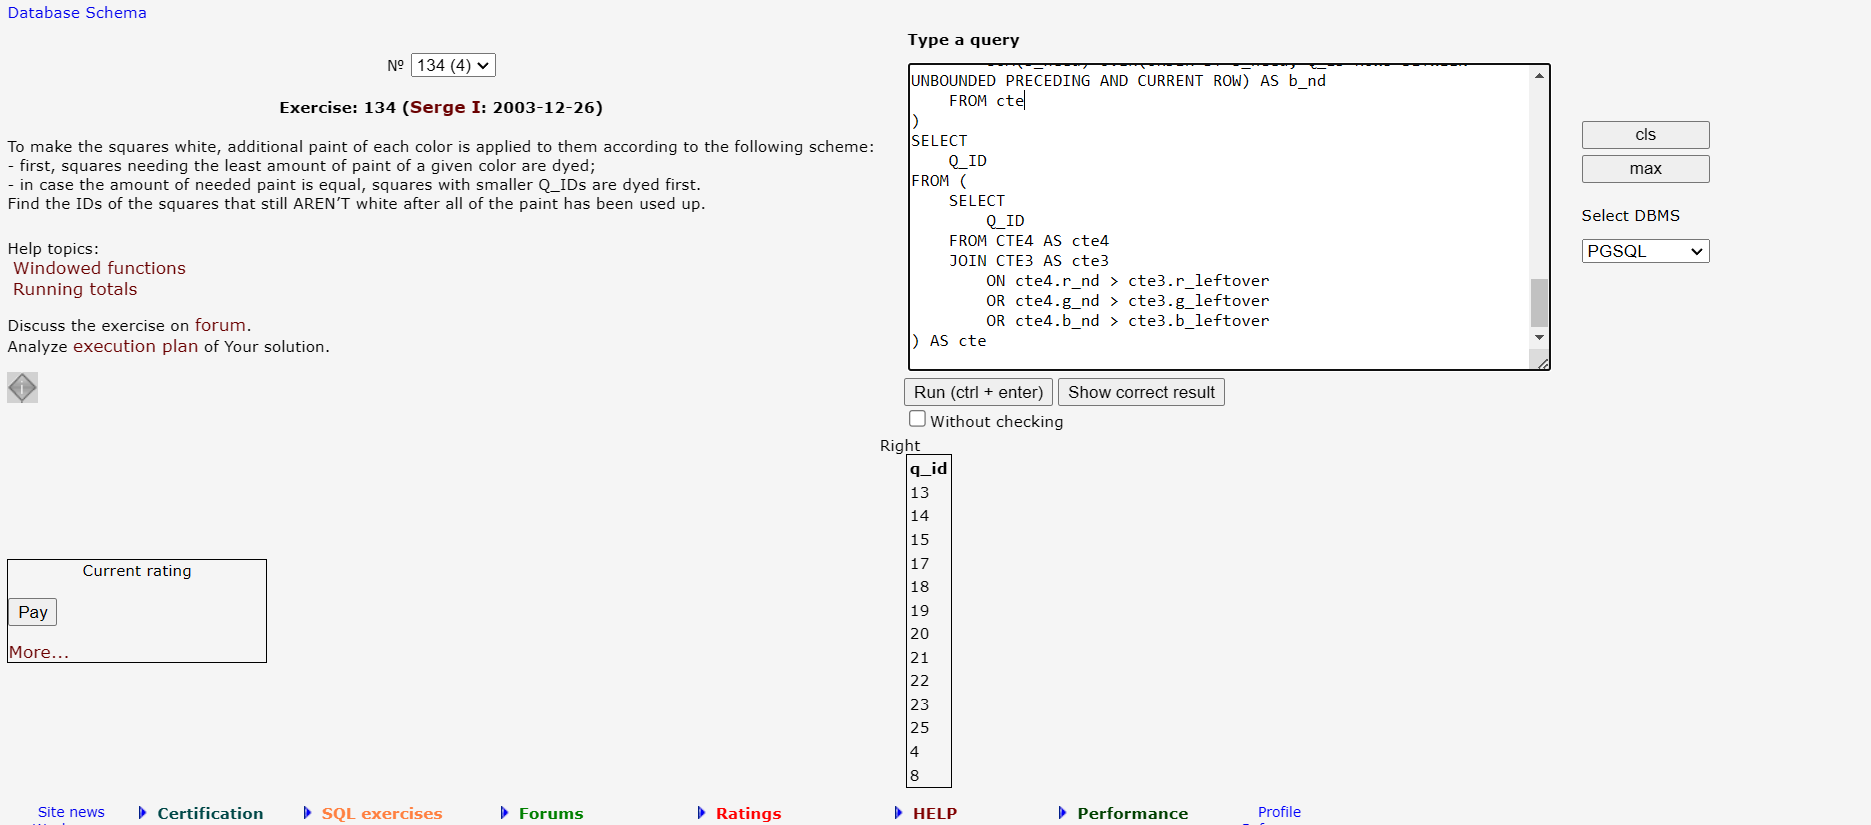 Database Schema
№ 134 (4)
Exercise: 134 (Serge I: 2003-12-26)
To make the squares white, additional paint of each color is applied to them according to the following scheme:
- first, squares needing the least amount of paint of a given color are dyed;
- in case the amount of needed paint is equal, squares with smaller Q_IDs are dyed first.
Find the IDs of the squares that still AREN’T white after all of the paint has been used up.
Help topics:
Windowed functions
Running totals
Discuss the exercise on forum.
Analyze execution plan of Your solution.
Current rating
Pay
More...
Type a query
UNBOUNDED PRECEDING AND CURRENT ROW) AS b_nd
FROM cte
)
SELECT
Q_ID
FROM (
SELECT
Q_ID
FROM CTE4 AS cte4
JOIN CTE3 AS cte3
ON cte4.r_nd > cte3.r_leftover
OR cte4.g_nd > cte3.g_leftover
OR cte4.b_nd > cte3.b_leftover
) AS cte
cls
max
Select DBMS
PGSQL
Run (ctrl + enter) Show correct result
Without checking
Right
q_id
13
14
15
17
18
19
20
21
22
23
25
4
8
Site news Certification SQL exercises Forums Ratings HELP Performance Profile